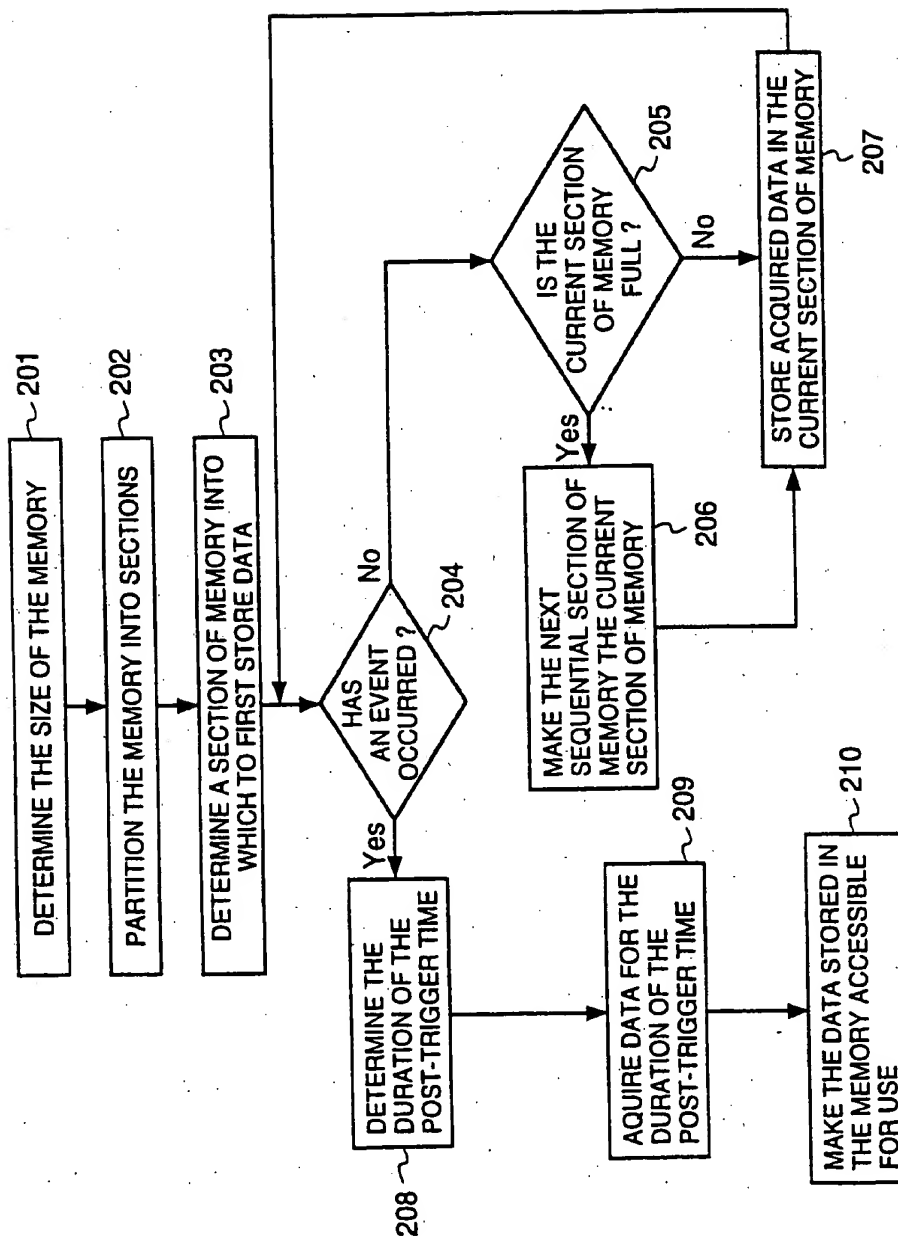 DETERMINE THE SIZE OF THE MEMORY
201
PARTITION THE MEMORY INTO SECTIONS
202
DETERMINE A SECTION OF MEMORY INTO
WHICH TO FIRST STORE DATA
203
HAS
AN EVENT
OCCURRED ?
204
Yes
No
IS THE
CURRENT SECTION
OF MEMORY
FULL ?
205
Yes
No
MAKE THE NEXT
SEQUENTIAL SECTION OF
MEMORY THE CURRENT
SECTION OF MEMORY
206
STORE ACQUIRED DATA IN THE
CURRENT SECTION OF MEMORY
207
DETERMINE THE
DURATION OF THE
POST-TRIGGER TIME
208
AQUIRE DATA FOR THE
DURATION OF THE
POST-TRIGGER TIME
209
MAKE THE DATA STORED IN
THE MEMORY ACCESSIBLE
FOR USE
210